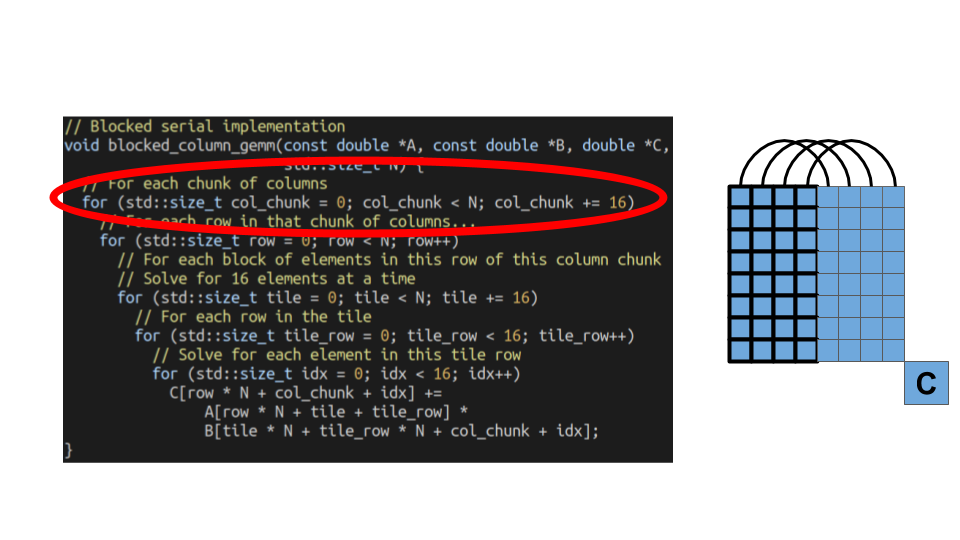 // Blocked serial implementation
void blocked_column_gemm(const double *A, const double *B, double *C,
std::size_t N) {
// For each chunk of columns
for (std::size_t col_chunk = 0; col_chunk < N; col_chunk += 16)
// For each row in that chunk of columns...
for (std::size_t row = 0; row < N; row++)
// For each block of elements in this row of this column chunk
// Solve for 16 elements at a time
for (std::size_t tile = 0; tile < N; tile += 16)
// For each row in the tile
for (std::size_t tile_row = 0; tile_row < 16; tile_row++)
// Solve for each element in this tile row
for (std::size_t idx = 0; idx < 16; idx++)
C[row * N + col_chunk + idx] +=
A[row * N + tile + tile_row] *
B[tile * N + tile_row * N + col_chunk + idx];
}
C